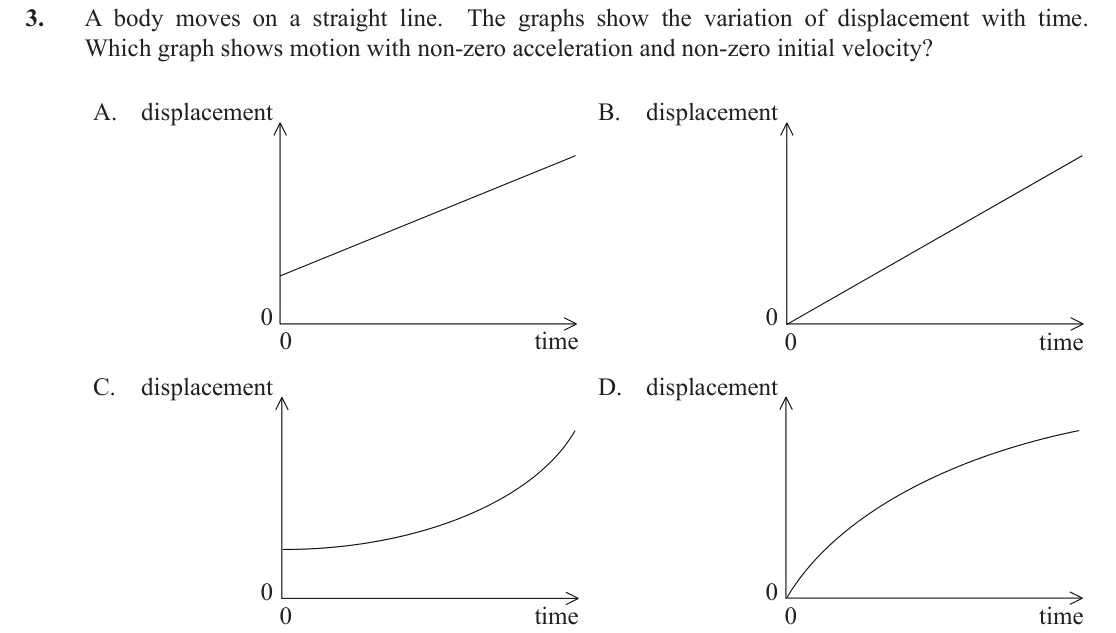 3. A body moves on a straight line. The graphs show the variation of displacement with time.
Which graph shows motion with non-zero acceleration and non-zero initial velocity?
A. displacement
0
0
time
B. displacement
0
0
time
C. displacement
0
0
time
D. displacement
0
0
time